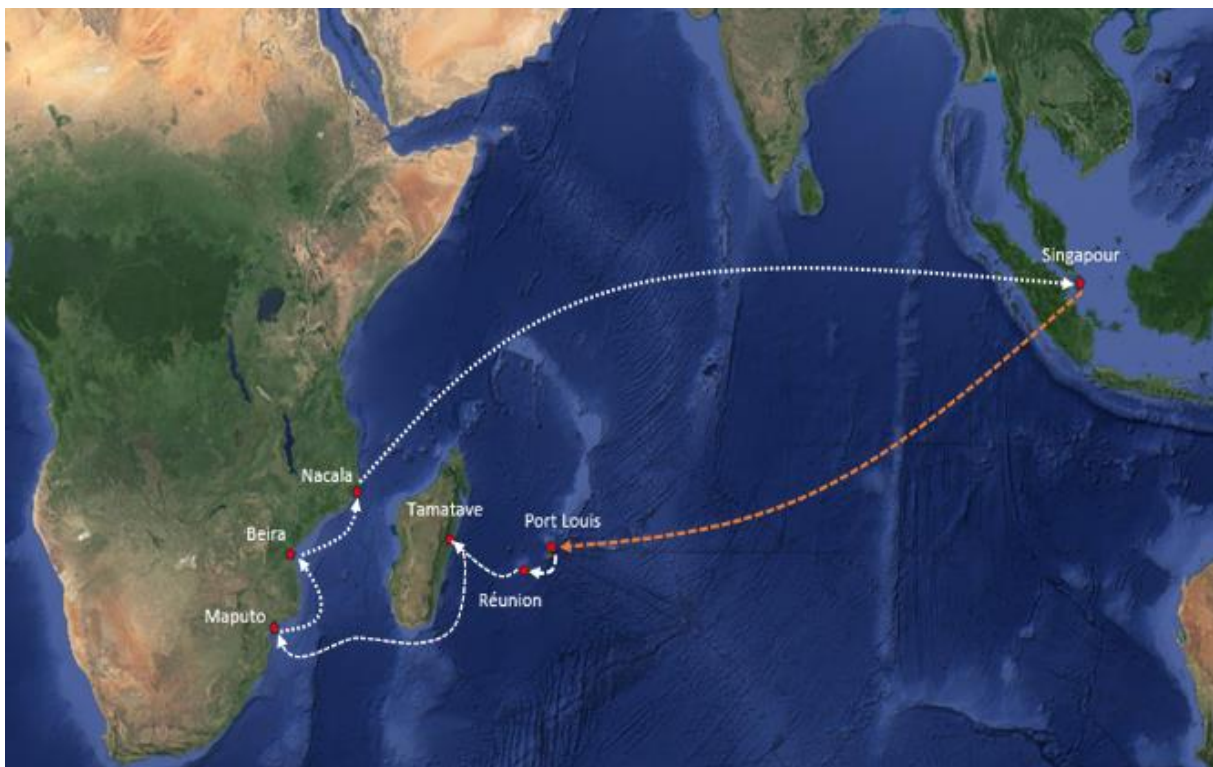 Singapour
Nacala
Tamatave
Port Louis
Beira
Réunion
Maputo